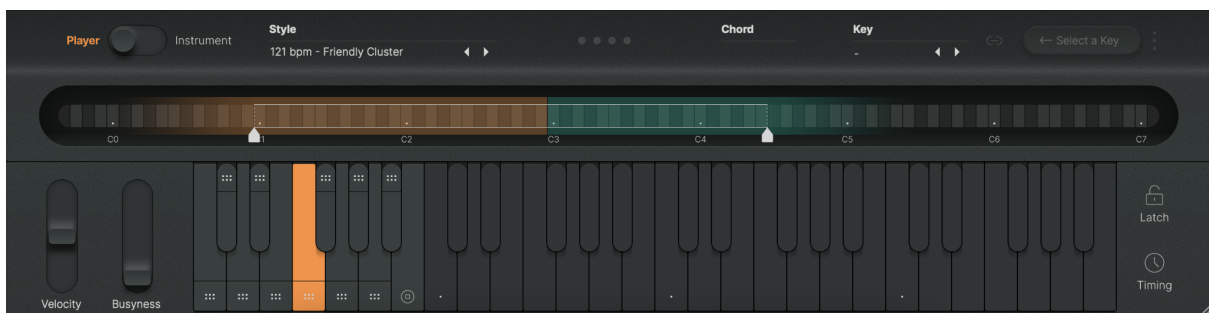 Player
Instrument
Style
121 bpm - Friendly Cluster
Chord
Key
-
← Select a Key
C0
C2
C3
C4
C5
C6
C7
Velocity
Busyness
Latch
Timing